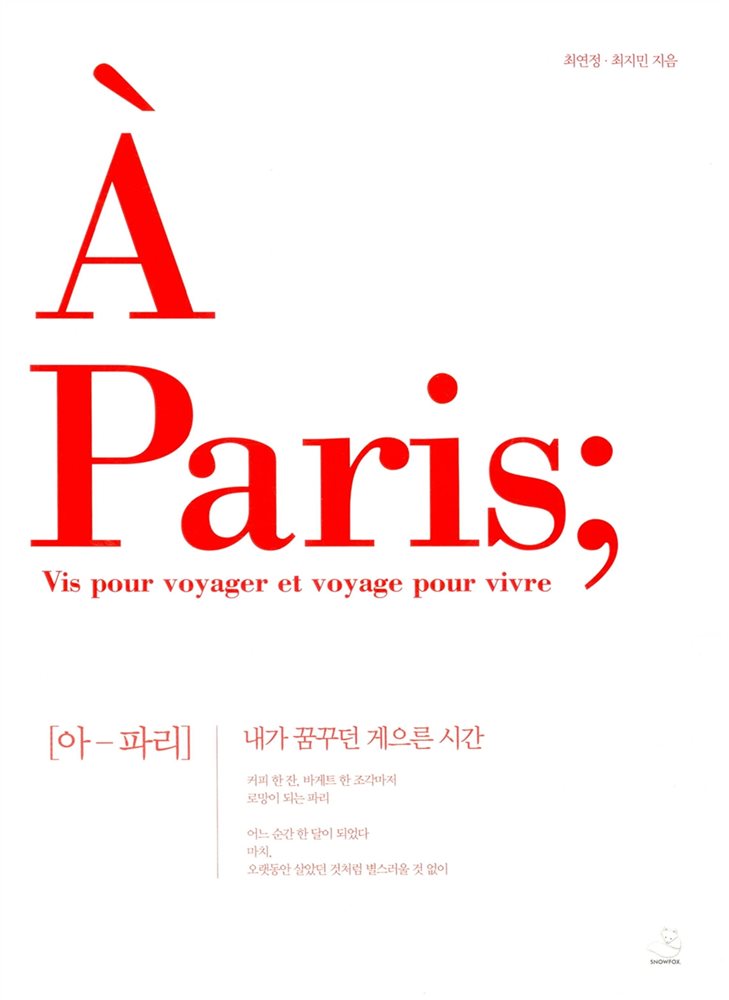 최연정 · 최지민 지음
À
Paris;
Vis pour voyager et voyage pour vivre
[아 – 파리]
내가 꿈꾸던 게으른 시간
커피 한 잔, 바게트 한 조각마저
로망이 되는 파리
어느 순간 한 달이 되었다
마치,
오랫동안 살았던 것처럼 별스러울 것 없이
SNOWFOX